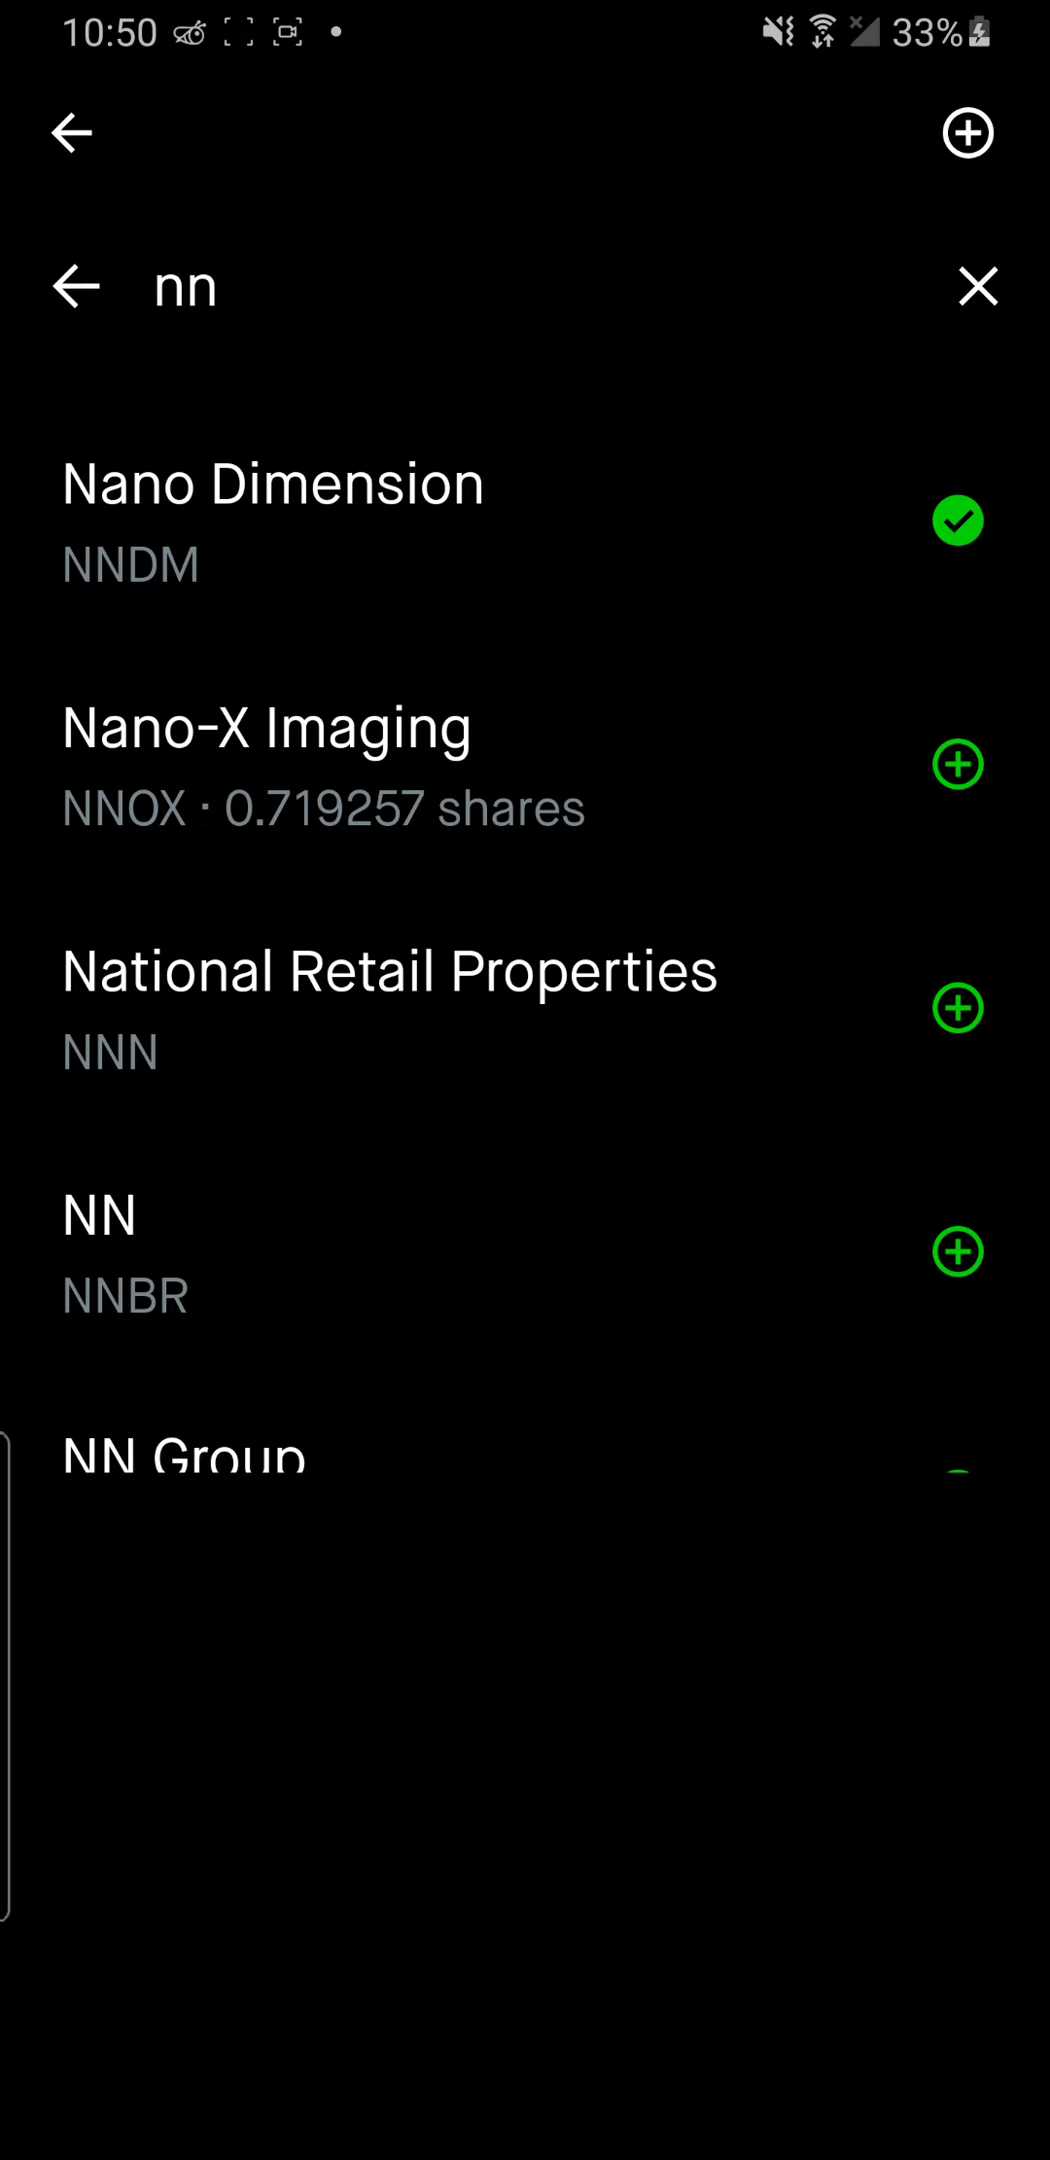 10:50 33%
nn
Nano Dimension
NNDM
Nano-X Imaging
NNOX · 0.719257 shares
National Retail Properties
NNN
NN
NNBR
NN Group